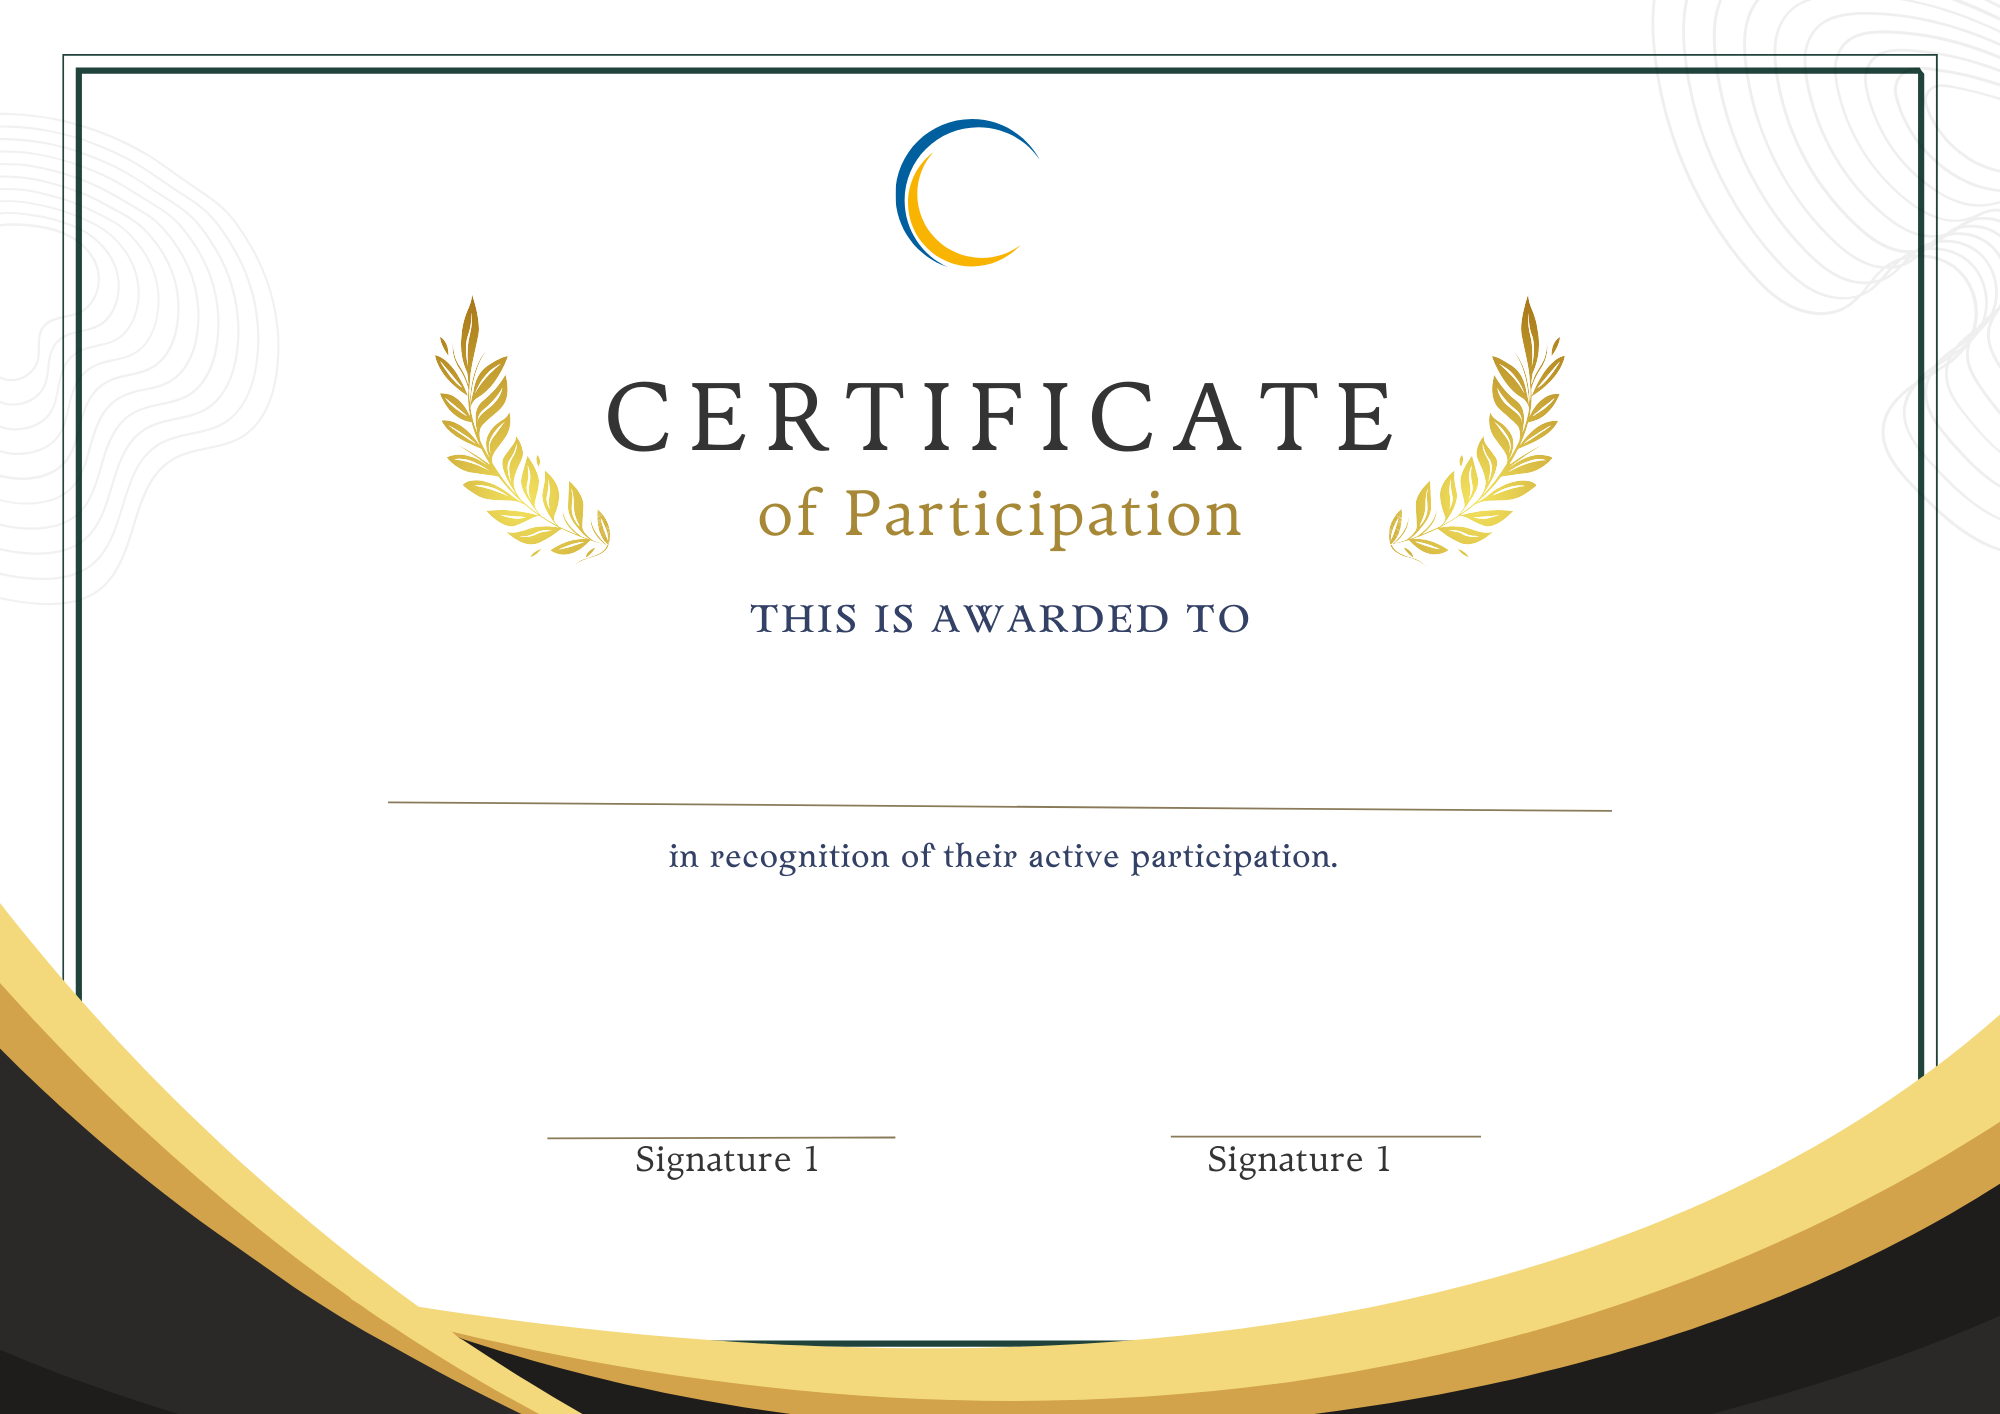 CERTIFICATE
of Participation
THIS IS AWARDED TO
in recognition of their active participation.
Signature 1
Signature 1